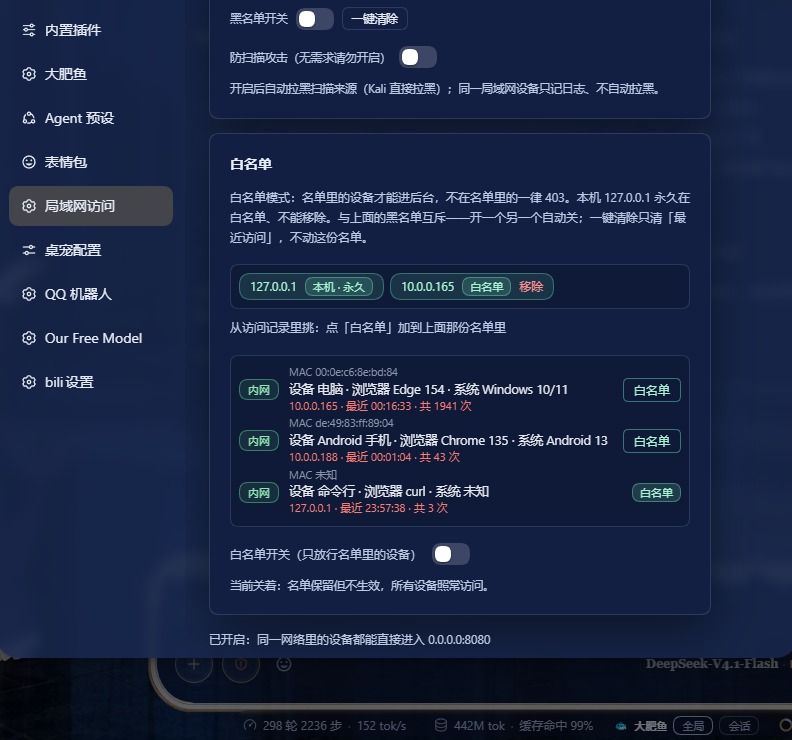 黑名单开关 一键清除
内置插件
防扫描攻击（无需求请勿开启）
大肥鱼
开启后自动拉黑扫描来源（Kali 直接拉黑）；同一局域网设备只记日志、不自动拉黑。
Agent 预设
表情包
局域网访问
桌宠配置
QQ 机器人
Our Free Model
bili 设置
白名单
白名单模式：名单里的设备才能进后台，不在名单里的一律 403。本机 127.0.0.1 永久在
白名单、不能移除。与上面的黑名单互斥——开一个另一个自动关；一键清除只清「最
近访问」，不动这份名单。
127.0.0.1 本机 · 永久 10.0.0.165 白名单 移除
从访问记录里挑：点「白名单」加到上面那份名单里
MAC 00:0e:c6:8e:bd:84
内网 设备 电脑 · 浏览器 Edge 154 · 系统 Windows 10/11 白名单
10.0.0.165 · 最近 00:16:33 · 共 1941 次
MAC de:49:83:ff:89:04
内网 设备 Android 手机 · 浏览器 Chrome 135 · 系统 Android 13 白名单
10.0.0.188 · 最近 00:01:04 · 共 43 次
MAC 未知
内网 设备 命令行 · 浏览器 curl · 系统 未知 白名单
127.0.0.1 · 最近 23:57:38 · 共 3 次
白名单开关（只放行名单里的设备）
当前关着：名单保留但不生效，所有设备照常访问。
已开启：同一网络里的设备都能直接进入 0.0.0.0:8080
DeepSeek-V4.1-Flash
298 轮 2236 步 · 152 tok/s 442M tok · 缓存命中 99% 大肥鱼 全局 会话